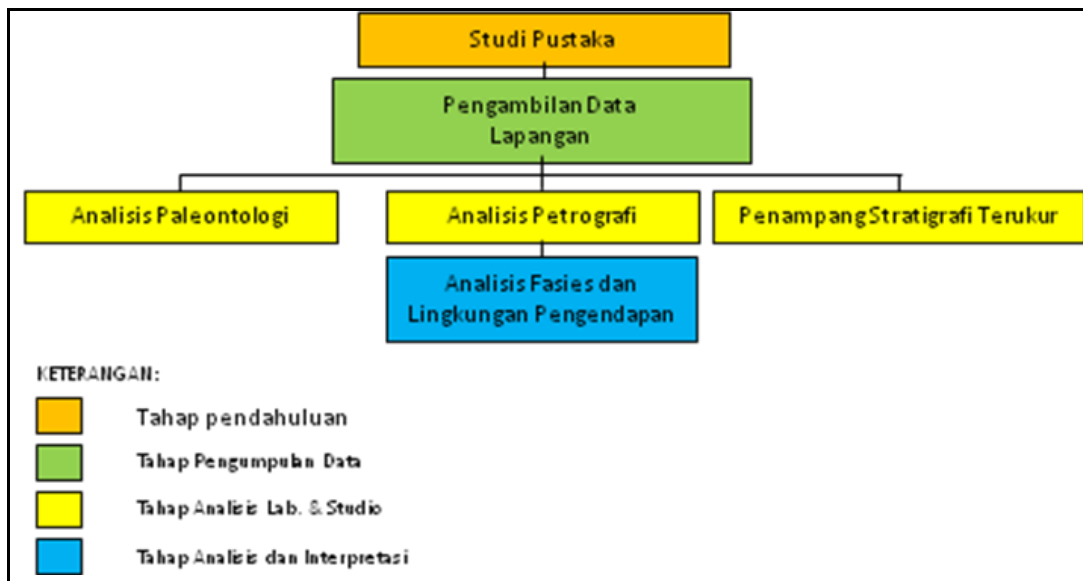 Studi Pustaka
Pengambilan Data
Lapangan
Analisis Paleontologi
Analisis Petrografi
Penampang Stratigrafi Terukur
Analisis Fasies dan
Lingkungan Pengendapan
KETERANGAN:
Tahap pendahuluan
Tahap Pengumpulan Data
Tahap Analisis Lab. & Studio
Tahap Analisis dan Interpretasi